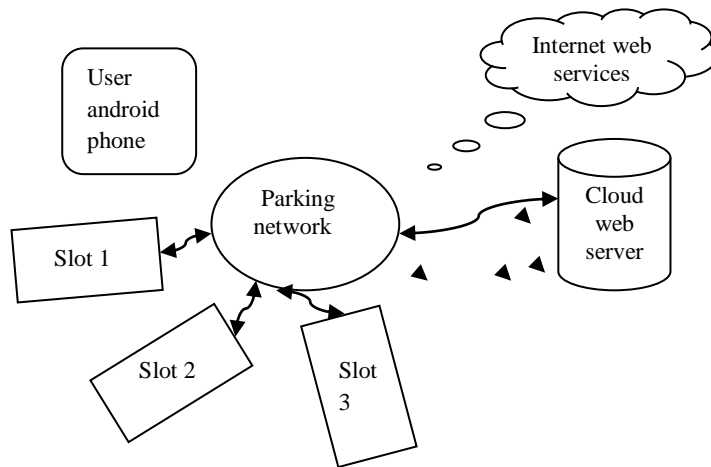 Internet web
services
User
android
phone
Parking
network
Cloud
web
server
Slot 1
Slot 2
Slot
3